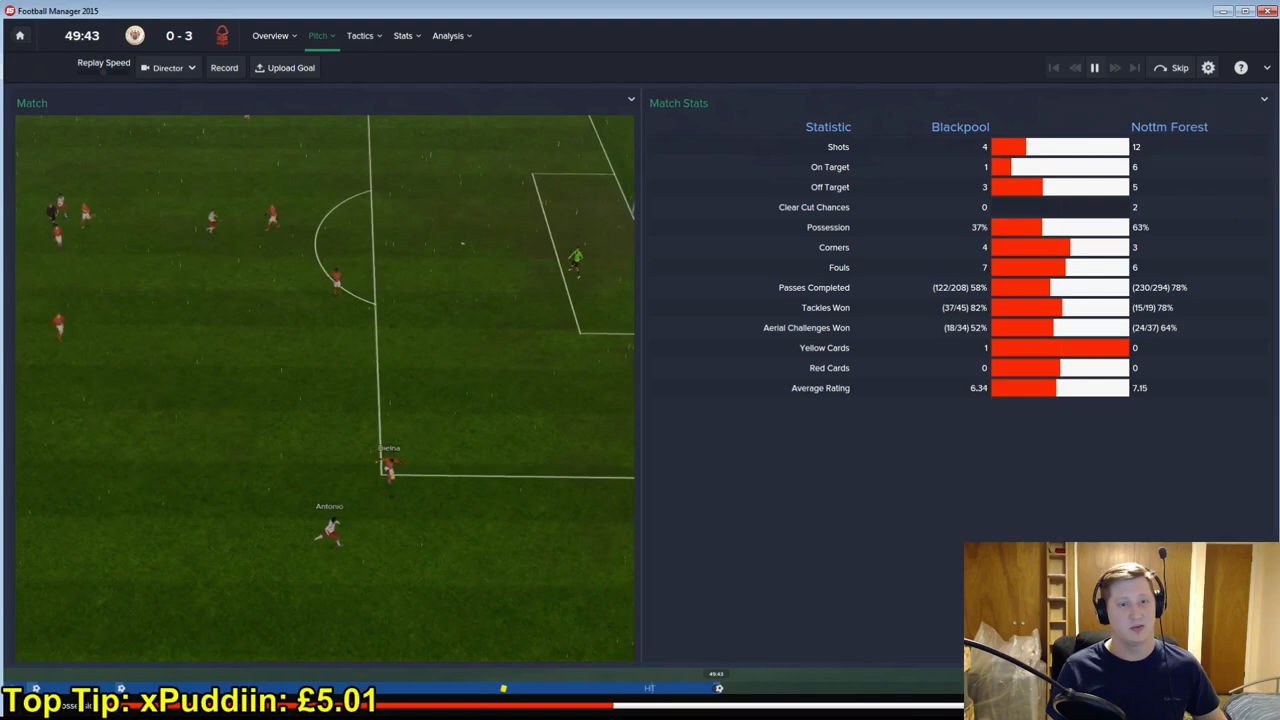 Football Manager 2015
49:43
0 - 3
Overview
Pitch
Tactics
Stats
Analysis
Replay Speed
Director
Record
Upload Goal
Skip
Match
Match Stats
Statistic Blackpool Nottm Forest
Shots 4 12
On Target 1 6
Off Target 3 5
Clear Cut Chances 0 2
Possession 37% 63%
Corners 4 3
Fouls 7 6
Passes Completed (122/208) 58% (230/294) 78%
Tackles Won (37/45) 82% (15/19) 78%
Aerial Challenges Won (18/34) 52% (24/37) 64%
Yellow Cards 1 0
Red Cards 0 0
Average Rating 6.34 7.15
Dielna
Antonio
49:43
HT
Top Tip: xPuddiin: £5.01